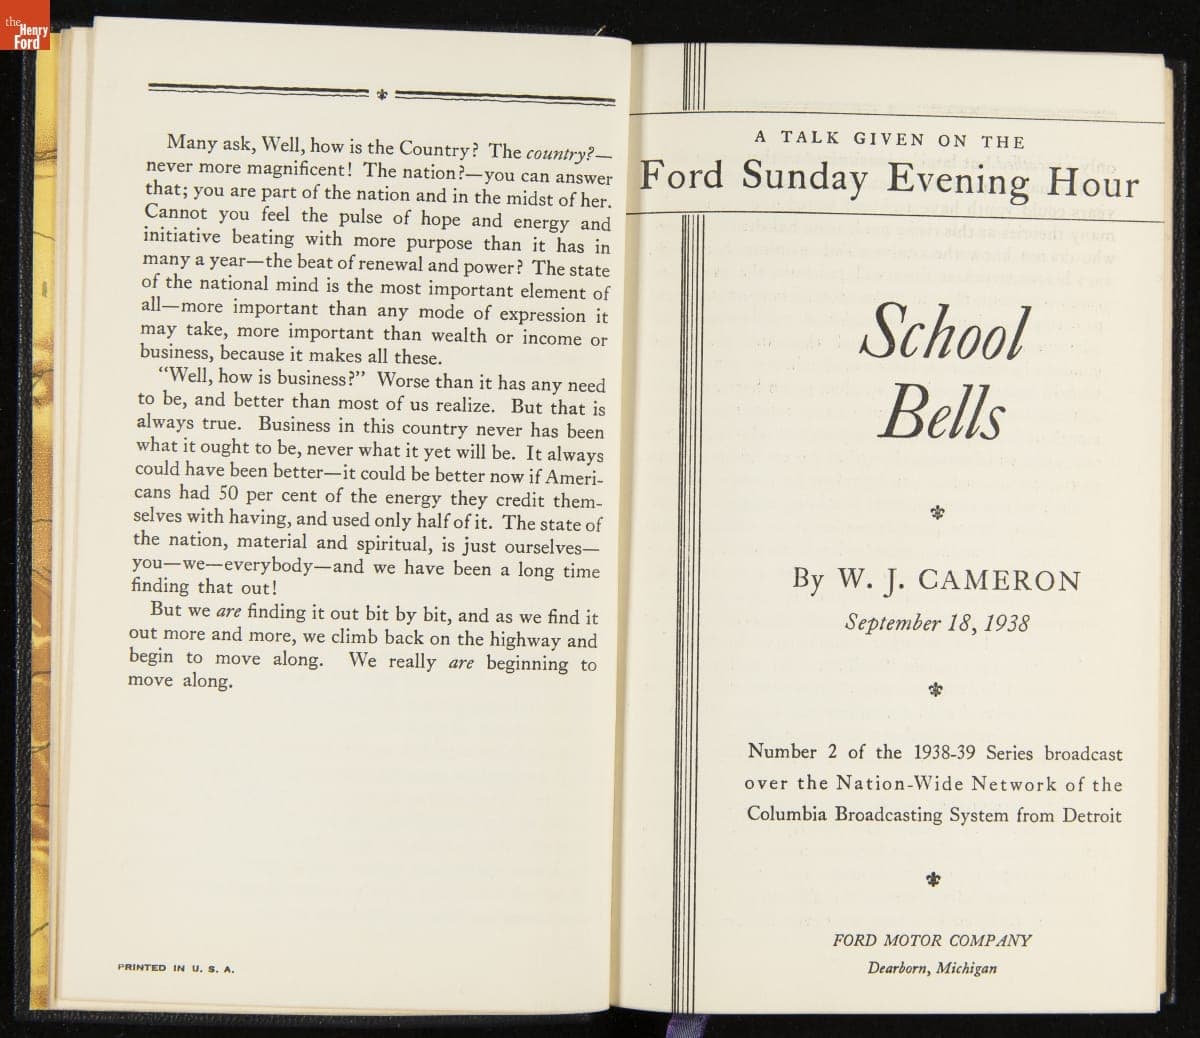 the
Henry
Ford
Many ask, Well, how is the Country? The country?—
never more magnificent! The nation?—you can answer
that; you are part of the nation and in the midst of her.
Cannot you feel the pulse of hope and energy and
initiative beating with more purpose than it has in
many a year—the beat of renewal and power? The state
of the national mind is the most important element of
all—more important than any mode of expression it
may take, more important than wealth or income or
business, because it makes all these.
“Well, how is business?” Worse than it has any need
to be, and better than most of us realize. But that is
always true. Business in this country never has been
what it ought to be, never what it yet will be. It always
could have been better—it could be better now if Ameri-
cans had 50 per cent of the energy they credit them-
selves with having, and used only half of it. The state of
the nation, material and spiritual, is just ourselves—
you—we—everybody—and we have been a long time
finding that out!
But we are finding it out bit by bit, and as we find it
out more and more, we climb back on the highway and
begin to move along. We really are beginning to
move along.
PRINTED IN U. S. A.
A TALK GIVEN ON THE
Ford Sunday Evening Hour
School
Bells
By W. J. CAMERON
September 18, 1938
Number 2 of the 1938-39 Series broadcast
over the Nation-Wide Network of the
Columbia Broadcasting System from Detroit
FORD MOTOR COMPANY
Dearborn, Michigan